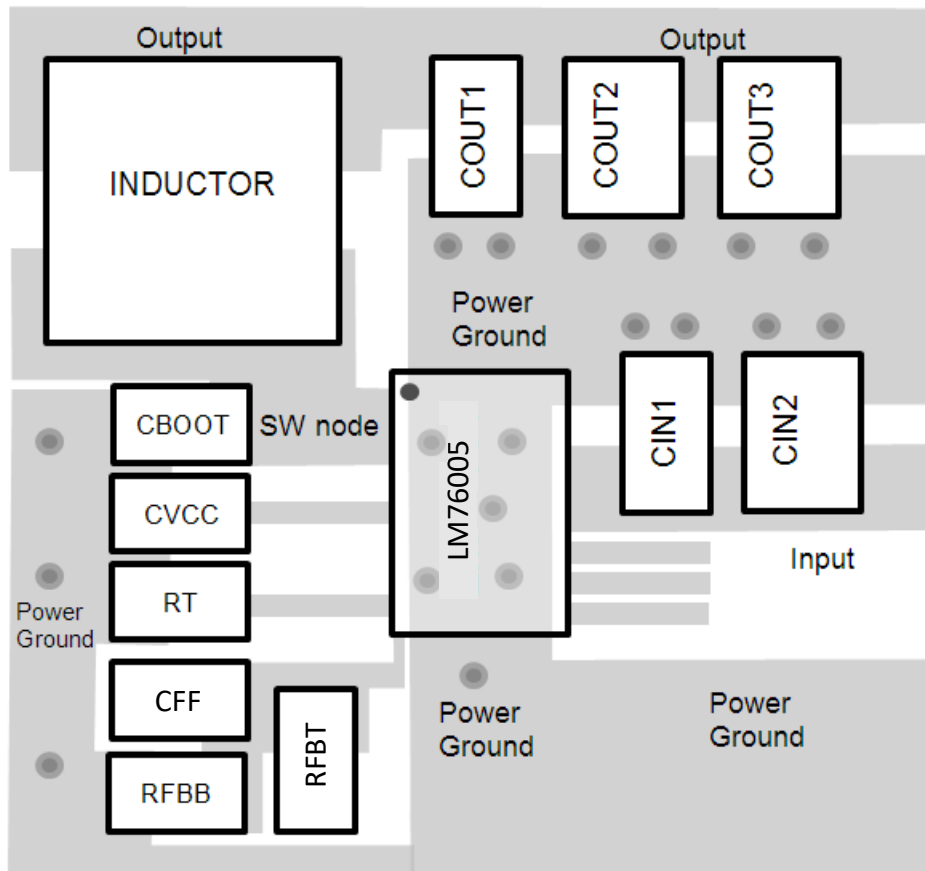 Output
Output
INDUCTOR
COUT1
COUT2
COUT3
Power
Ground
CBOOT
SW node
CVCC
LM76005
CIN1
CIN2
Input
RT
Power
Ground
CFF
RFBT
RFBB
Power
Ground
Power
Ground